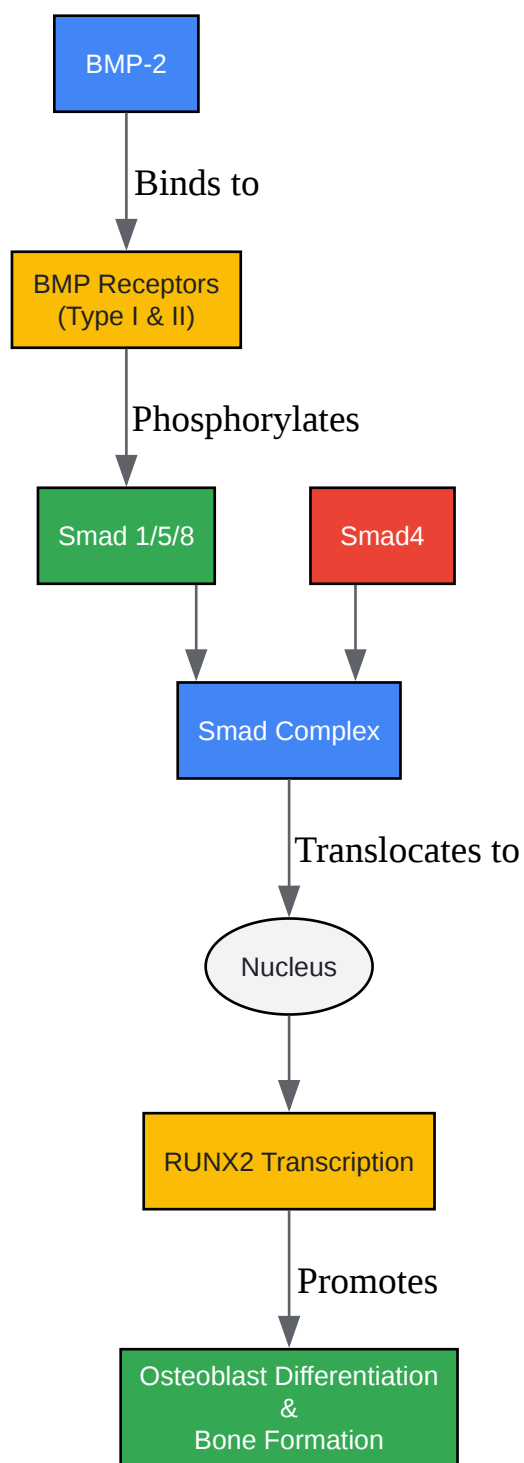 BMP-2
Binds to
BMP Receptors
(Type I & II)
Phosphorylates
Smad 1/5/8
Smad4
Smad Complex
Translocates to
Nucleus
RUNX2 Transcription
Promotes
Osteoblast Differentiation
&
Bone Formation